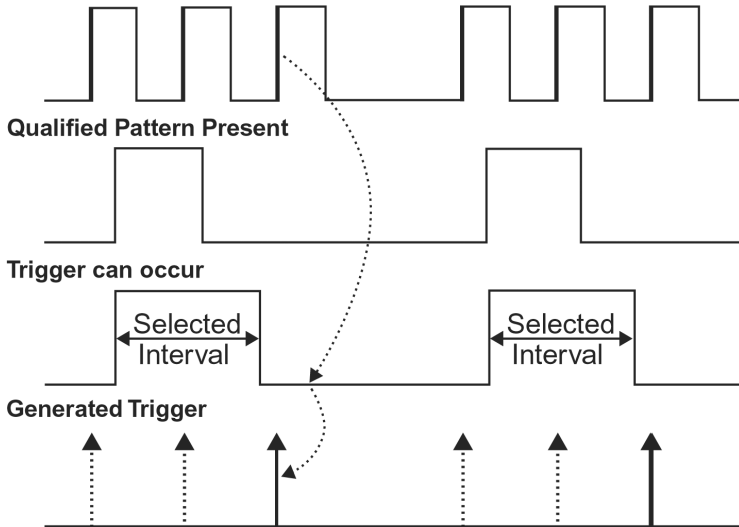 Qualified Pattern Present
Trigger can occur
Selected
Interval
Selected
Interval
Generated Trigger